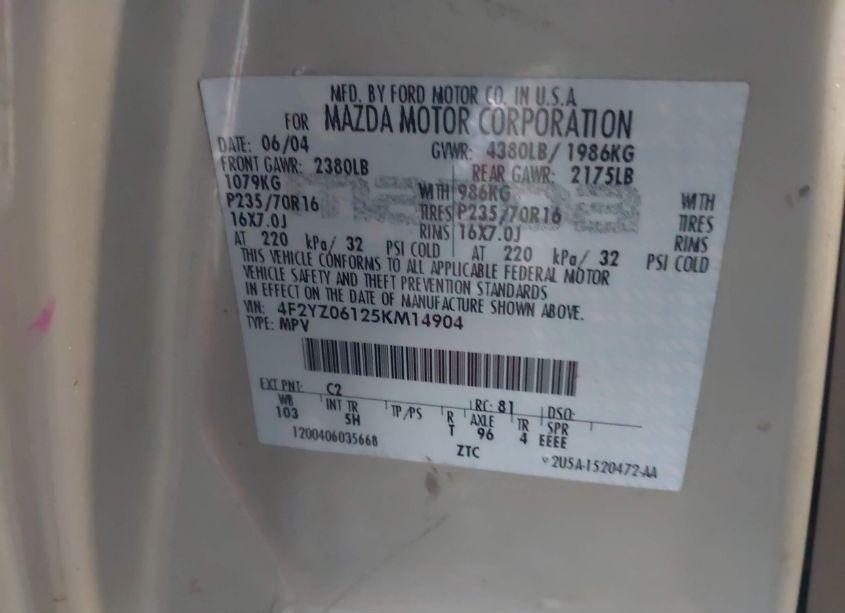 MFD. BY FORD MOTOR CO. IN U.S.A
FOR MAZDA MOTOR CORPORATION
DATE: 06/04 GVWR: 4380LB/ 1986KG
FRONT GAWR: 2380LB REAR GAWR: 2175LB
1079KG WITH 986KG WITH
P235/70R16 TIRES P235/70R16 TIRES
16X7.0J RIMS 16X7.0J RIMS
AT 220 kPa/ 32 PSI COLD AT 220 kPa/ 32 PSI COLD
THIS VEHICLE CONFORMS TO ALL APPLICABLE FEDERAL MOTOR
VEHICLE SAFETY AND THEFT PREVENTION STANDARDS
IN EFFECT ON THE DATE OF MANUFACTURE SHOWN ABOVE.
VIN: 4F2YZ06125KM14904
TYPE: MPV
EXT PNT: C2 RC: 81 DSO:
WB INT TR TP/PS R AXLE TR SPR
103 5H T 96 4 EEEE
1200406035668 ZTC 2U5A-1520472-AA